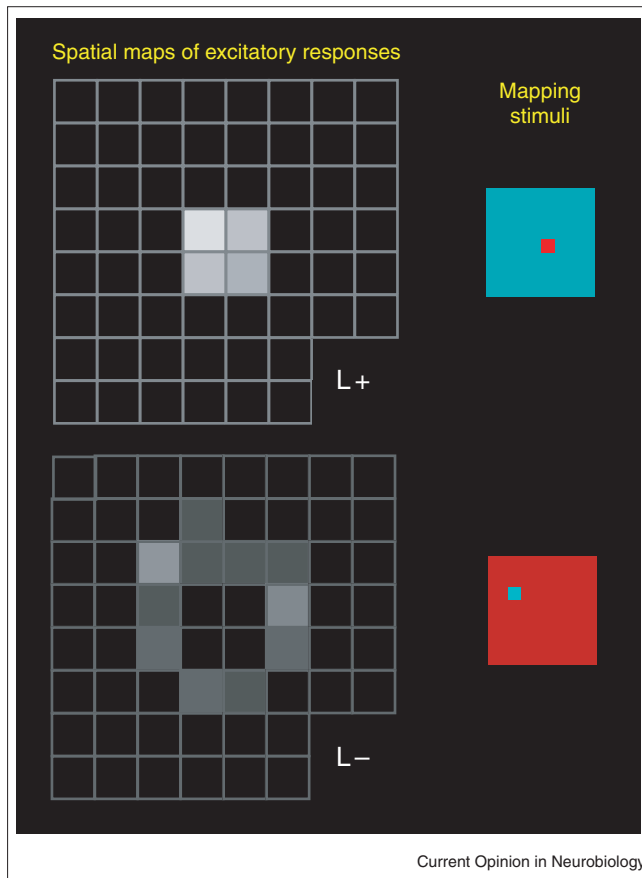 Spatial maps of excitatory responses
Mapping
stimuli
L+
L–
Current Opinion in Neurobiology